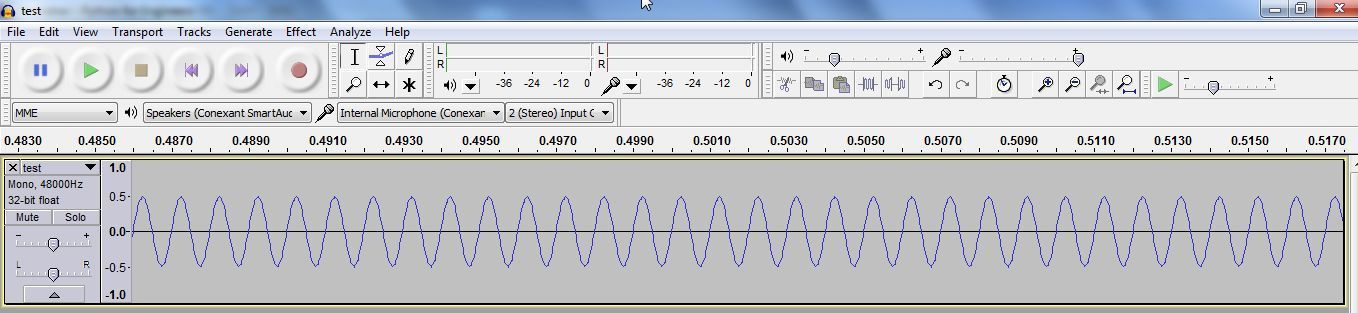 test
File Edit View Transport Tracks Generate Effect Analyze Help
L
R
-36 -24 -12 0
L
R
-36 -24 -12 0
- +
- +
- +
MME
Speakers (Conexant SmartAuc
Internal Microphone (Conexan
2 (Stereo) Input C
0.4830 0.4850 0.4870 0.4890 0.4910 0.4930 0.4950 0.4970 0.4990 0.5010 0.5030 0.5050 0.5070 0.5090 0.5110 0.5130 0.5150 0.5170
test
Mono, 48000Hz
32-bit float
Mute Solo
- +
L R
1.0
0.5
0.0
-0.5
-1.0